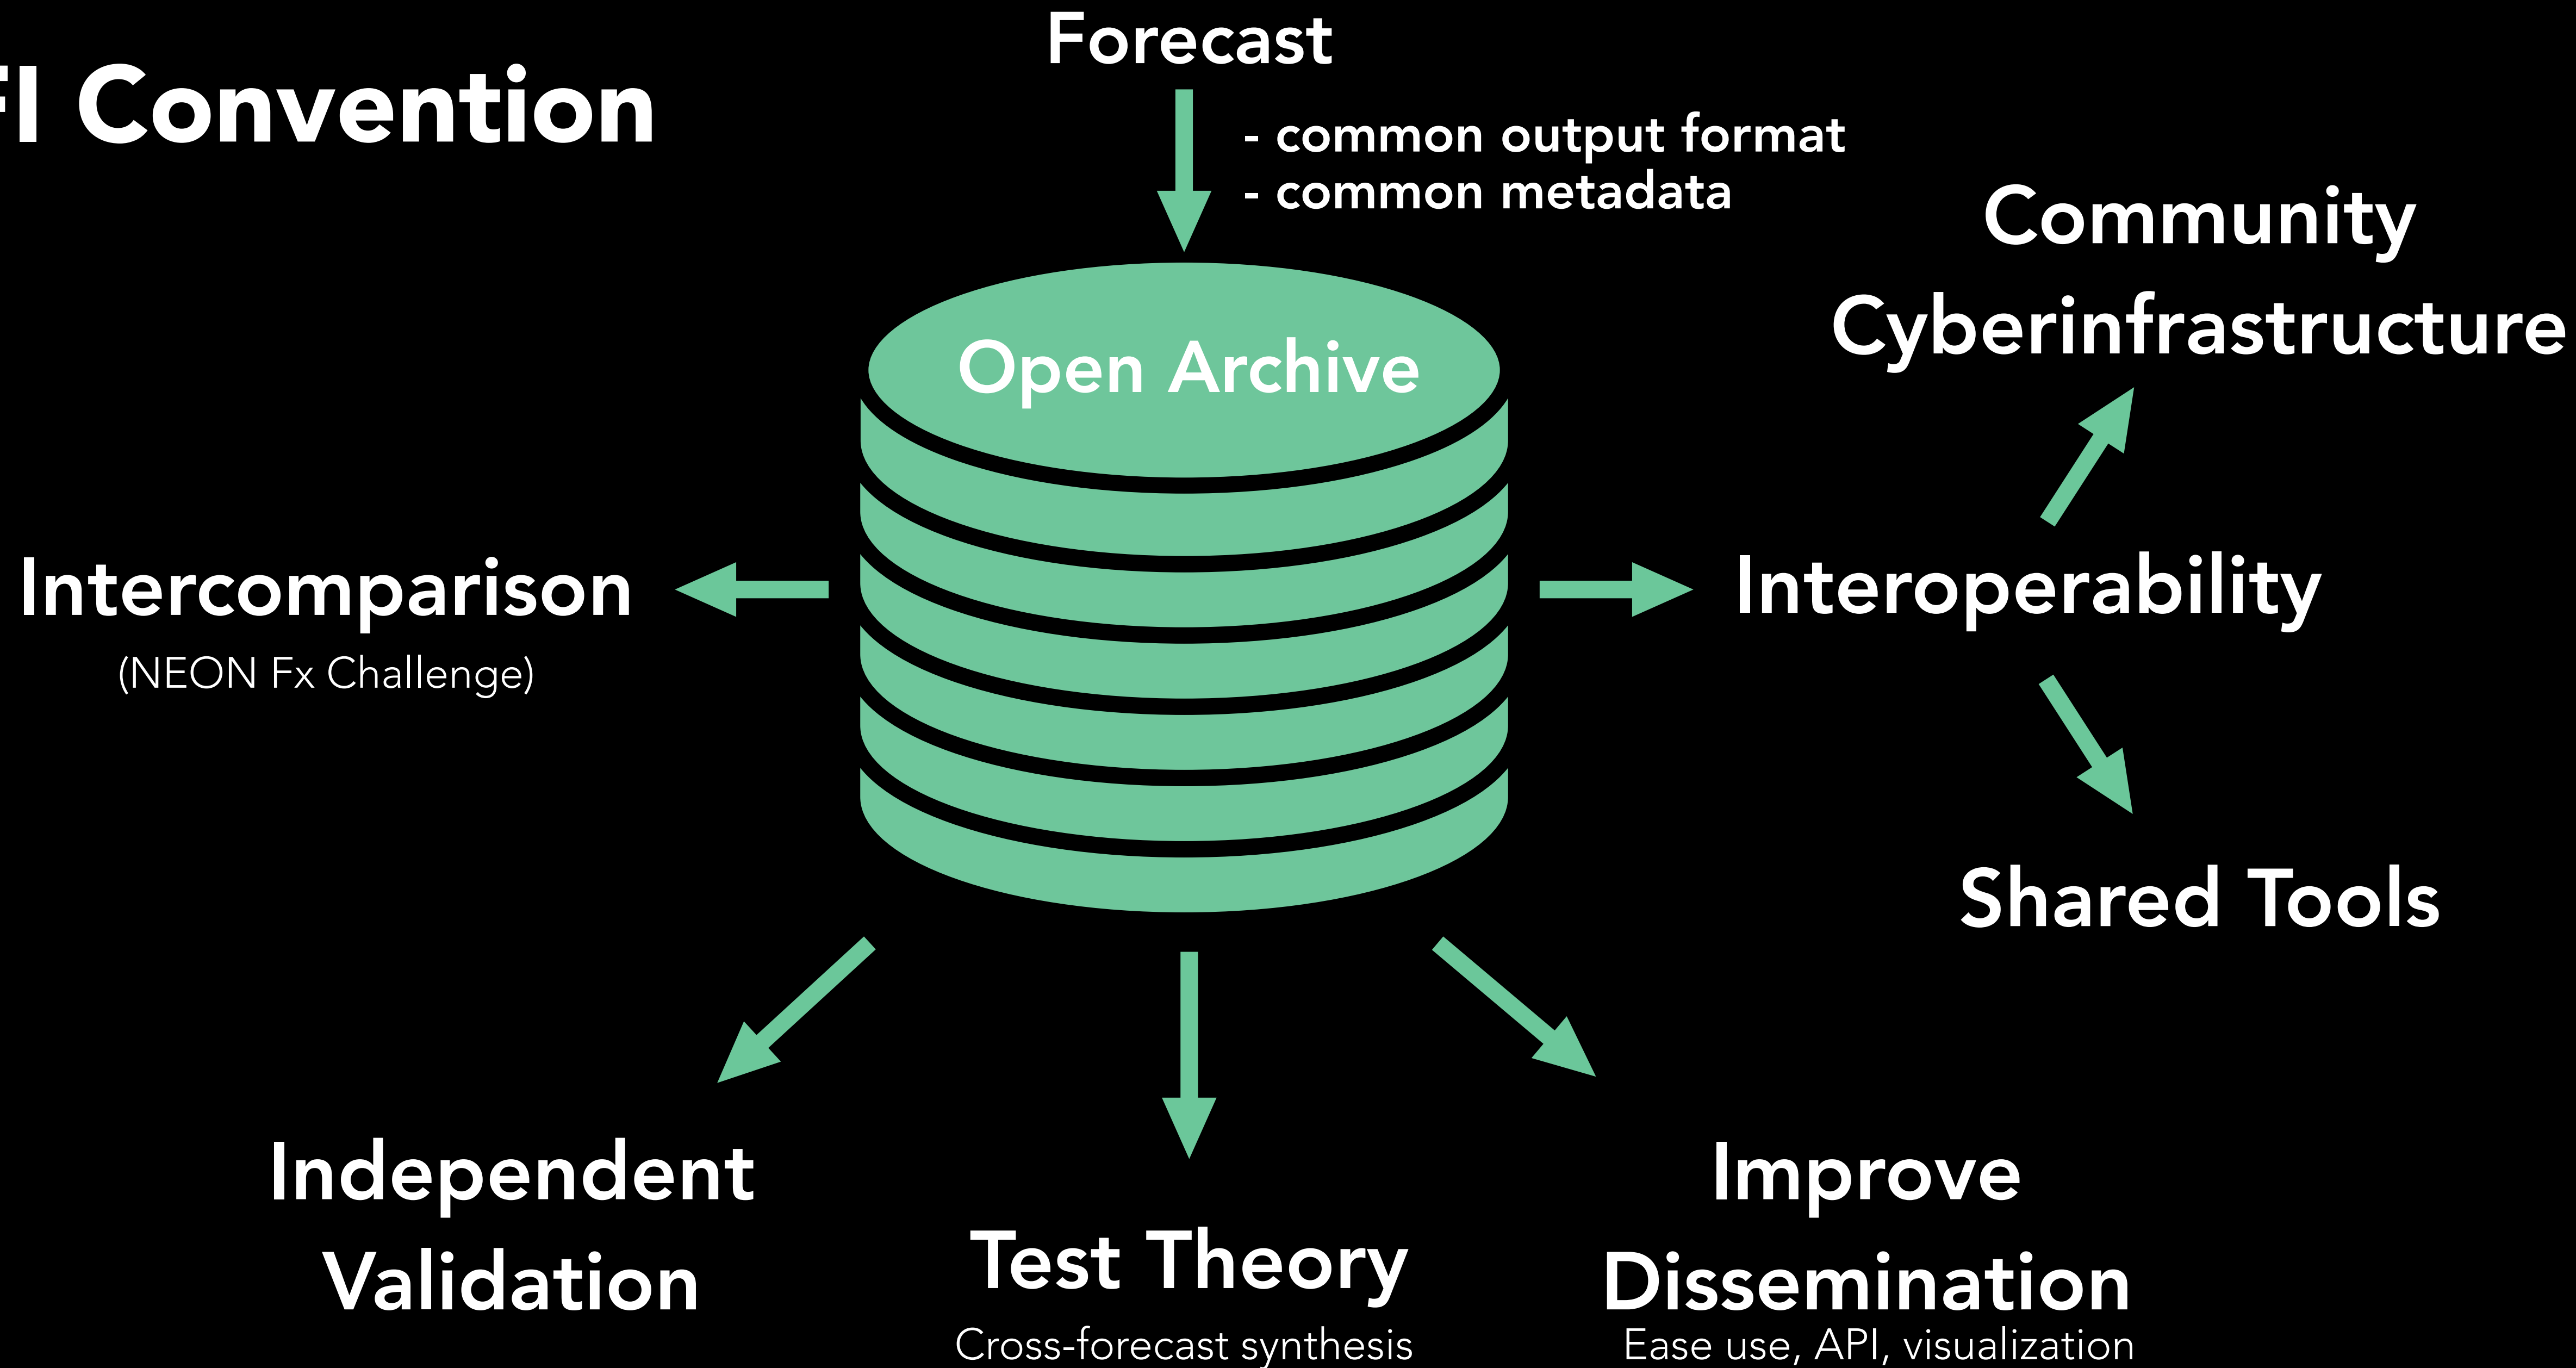 FI Convention
Forecast
- common output format
- common metadata
Open Archive
Community
Cyberinfrastructure
Intercomparison
(NEON Fx Challenge)
Interoperability
Shared Tools
Independent
Validation
Test Theory
Cross-forecast synthesis
Improve
Dissemination
Ease use, API, visualization